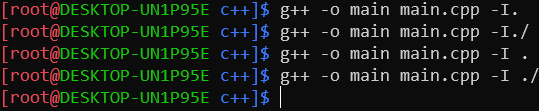 [root@DESKTOP-UN1P95E c++]$ g++ -o main main.cpp -I.
[root@DESKTOP-UN1P95E c++]$ g++ -o main main.cpp -I./
[root@DESKTOP-UN1P95E c++]$ g++ -o main main.cpp -I .
[root@DESKTOP-UN1P95E c++]$ g++ -o main main.cpp -I ./
[root@DESKTOP-UN1P95E c++]$